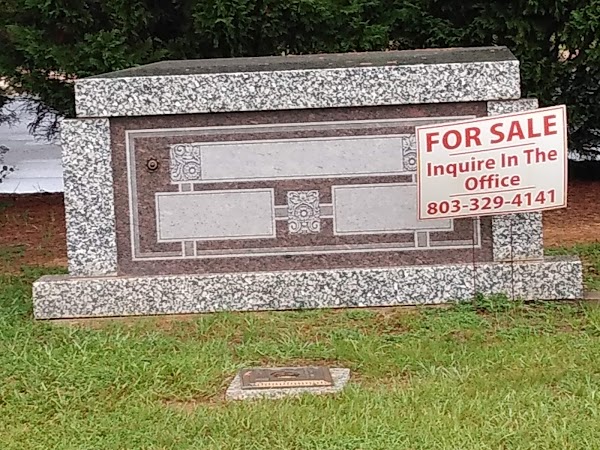 FOR SALE
Inquire In The
Office
803-329-4141